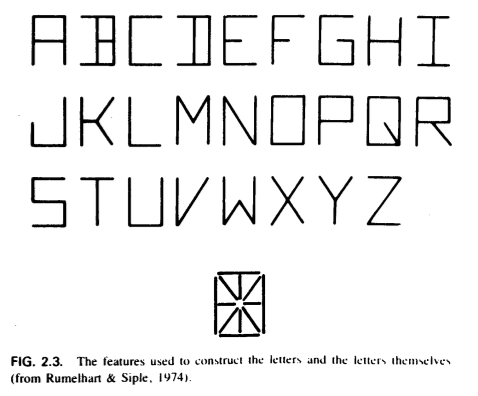 ABCDEFGHI
JKLMNOPQR
STUVWXYZ
FIG. 2.3. The features used to construct the letters and the letters themselves
(from Rumelhart & Siple, 1974).